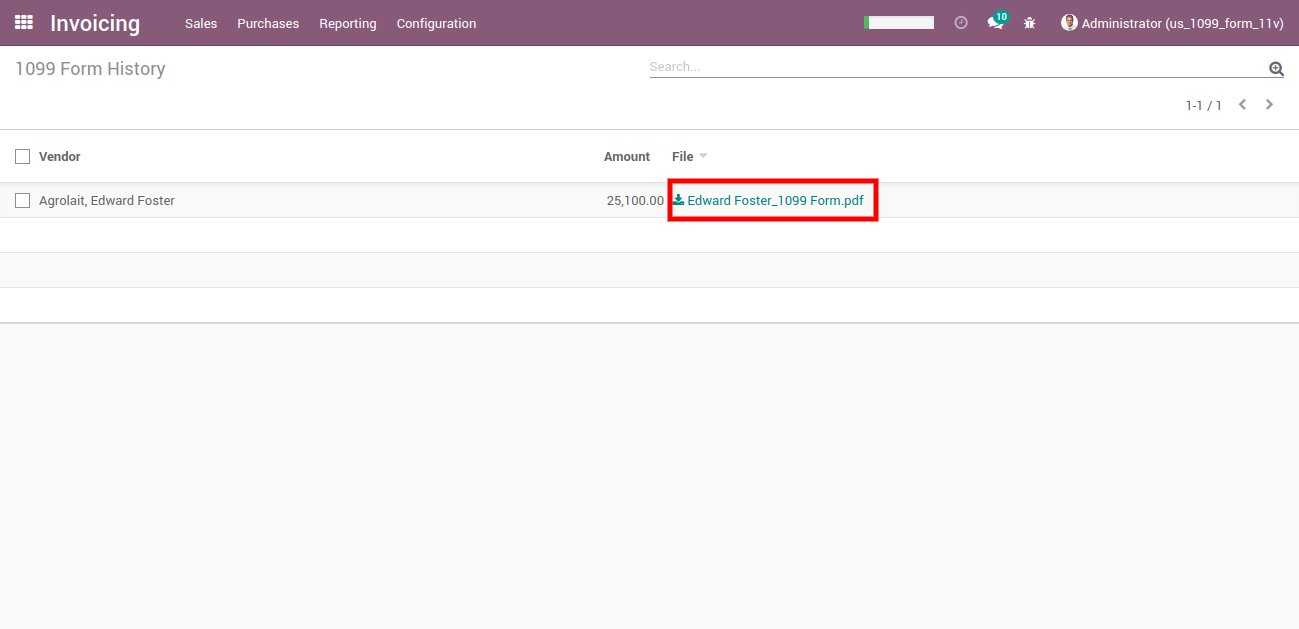 Invoicing Sales Purchases Reporting Configuration 10 Administrator (us_1099_form_11v)
1099 Form History Search...
1-1 / 1
Vendor Amount File
Agrolait, Edward Foster 25,100.00 Edward Foster_1099 Form.pdf